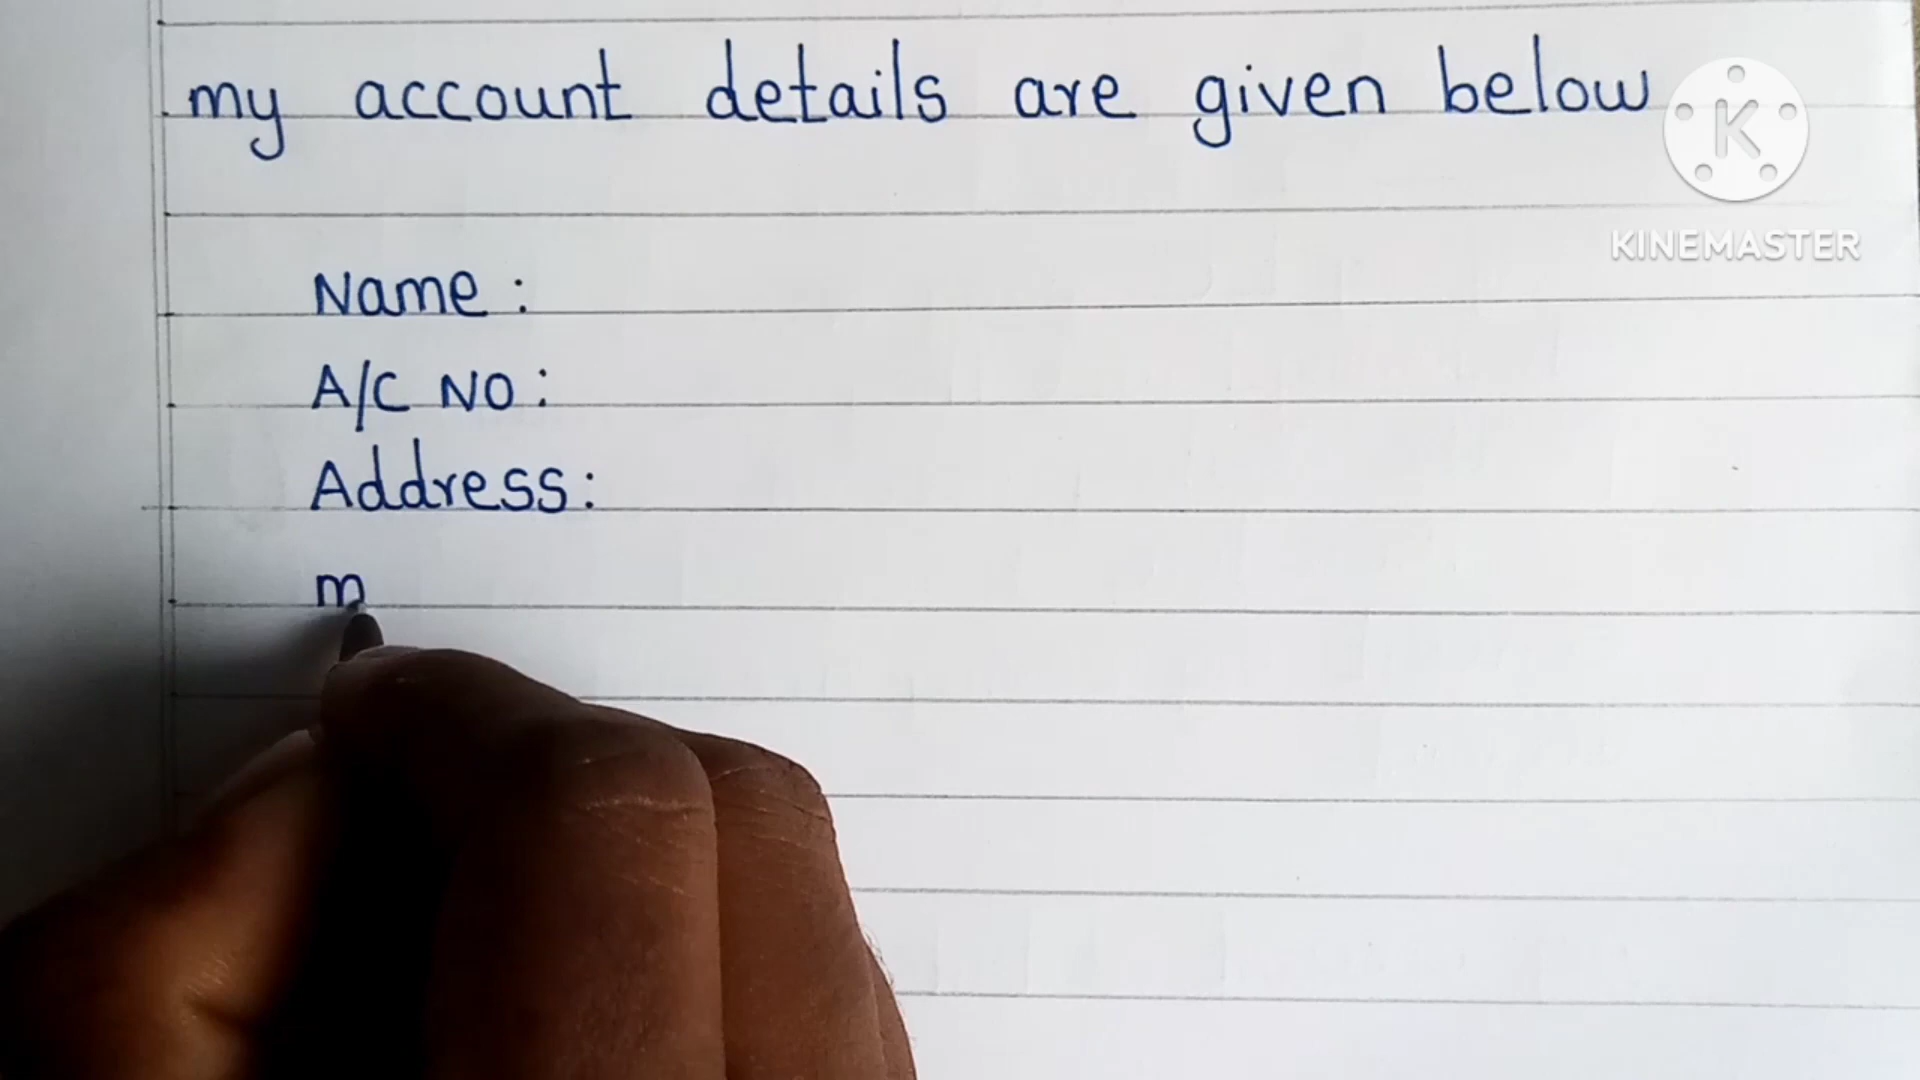 my account details are given below
Name :
A/C NO :
Address :
m
K
KINEMASTER